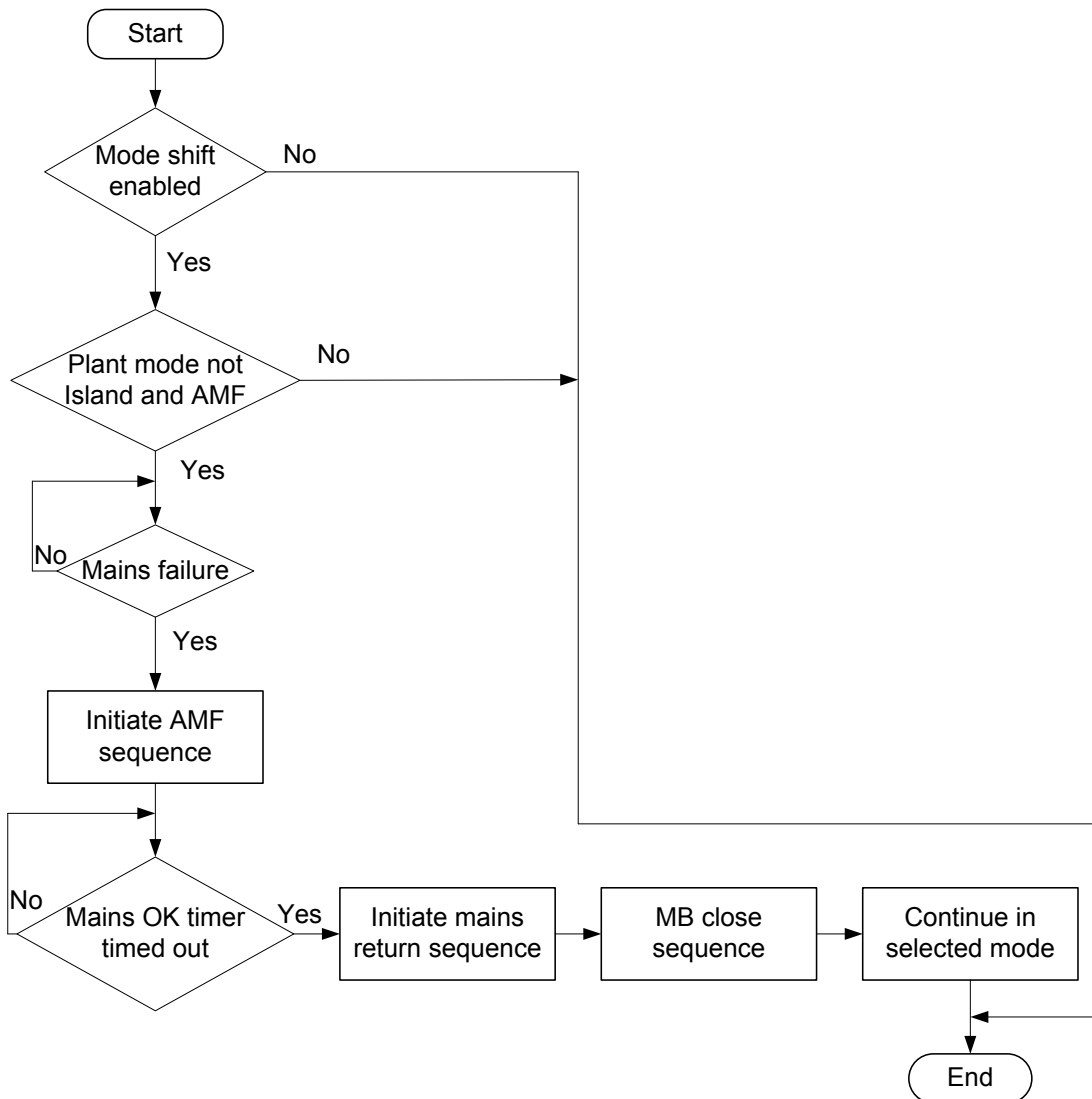 Start
Mode shift
enabled
No
Yes
Plant mode not
Island and AMF
No
Yes
Mains failure
No
Yes
Initiate AMF
sequence
Mains OK timer
timed out
No
Yes
Initiate mains
return sequence
MB close
sequence
Continue in
selected mode
End